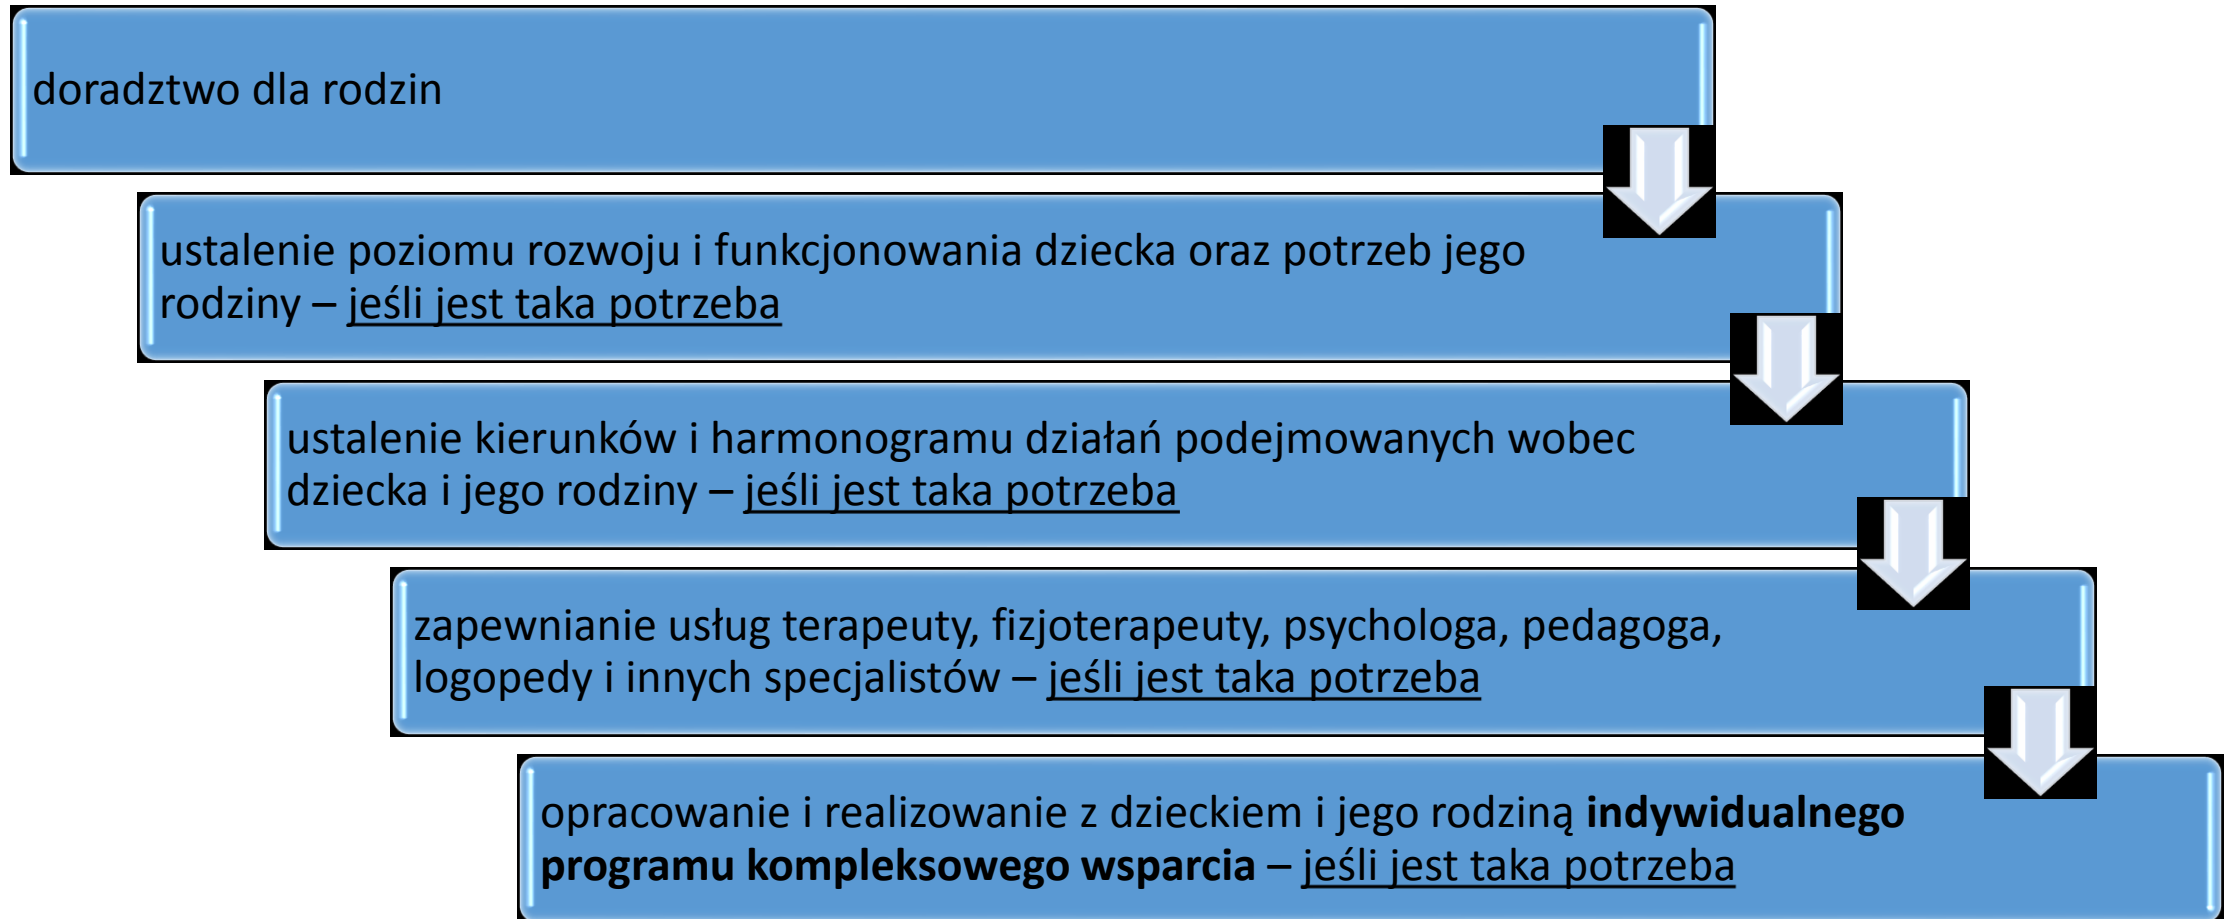 doradztwo dla rodzin
ustalenie poziomu rozwoju i funkcjonowania dziecka oraz potrzeb jego
rodziny – jeśli jest taka potrzeba
ustalenie kierunków i harmonogramu działań podejmowanych wobec
dziecka i jego rodziny – jeśli jest taka potrzeba
zapewnianie usług terapeuty, fizjoterapeuty, psychologa, pedagoga,
logopedy i innych specjalistów – jeśli jest taka potrzeba
opracowanie i realizowanie z dzieckiem i jego rodziną indywidualnego
programu kompleksowego wsparcia – jeśli jest taka potrzeba